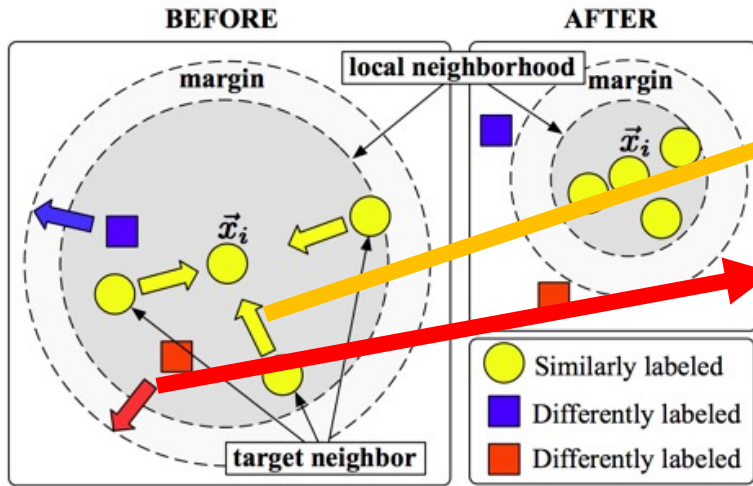 BEFORE
AFTER
margin
local neighborhood
margin
x⃗i
x⃗i
target neighbor
Similarly labeled
Differently labeled
Differently labeled